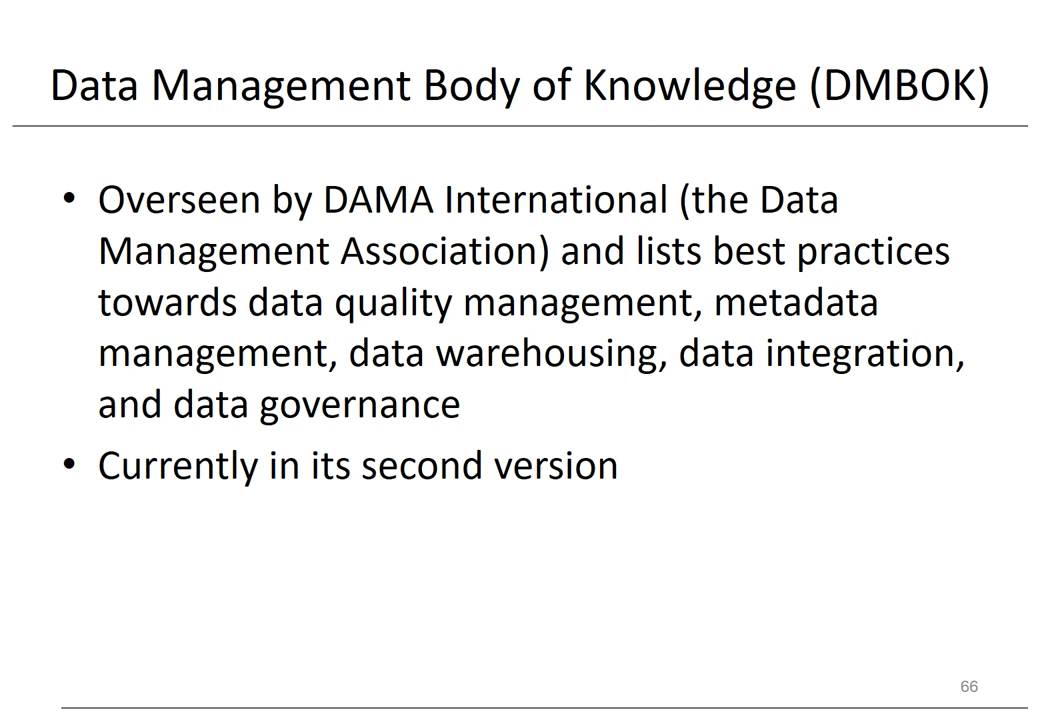 Data Management Body of Knowledge (DMBOK)
• Overseen by DAMA International (the Data
Management Association) and lists best practices
towards data quality management, metadata
management, data warehousing, data integration,
and data governance
• Currently in its second version
66